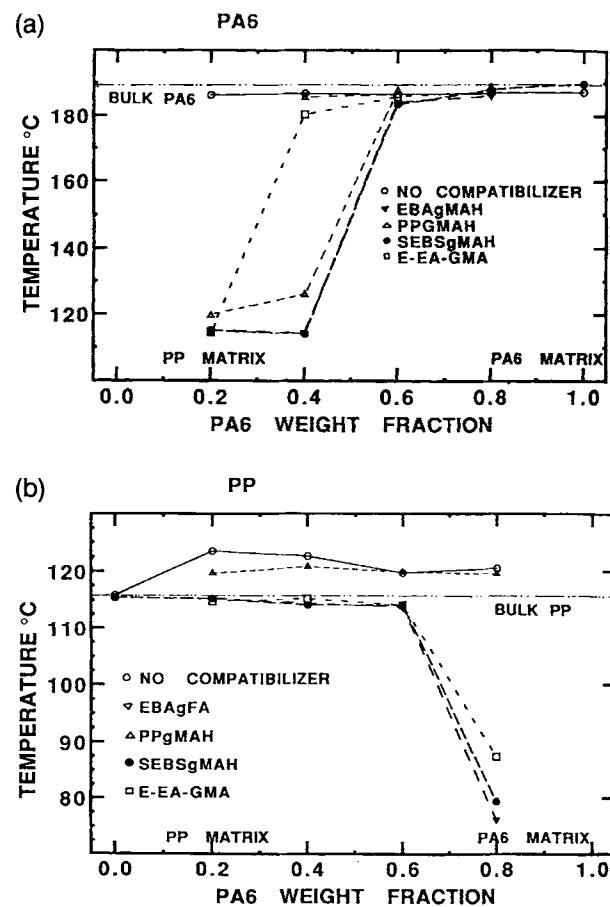 (a)
PA6
BULK PA6
180
160
140
120
TEMPERATURE °C
NO COMPATIBILIZER
EBAgMAH
PPGMAH
SEBSgMAH
E-EA-GMA
PP MATRIX
PA6 MATRIX
0.0 0.2 0.4 0.6 0.8 1.0
PA6 WEIGHT FRACTION
(b)
PP
120
110
100
90
80
TEMPERATURE °C
BULK PP
NO COMPATIBILIZER
EBAgFA
PPgMAH
SEBSgMAH
E-EA-GMA
PP MATRIX
PA6 MATRIX
0.0 0.2 0.4 0.6 0.8 1.0
PA6 WEIGHT FRACTION